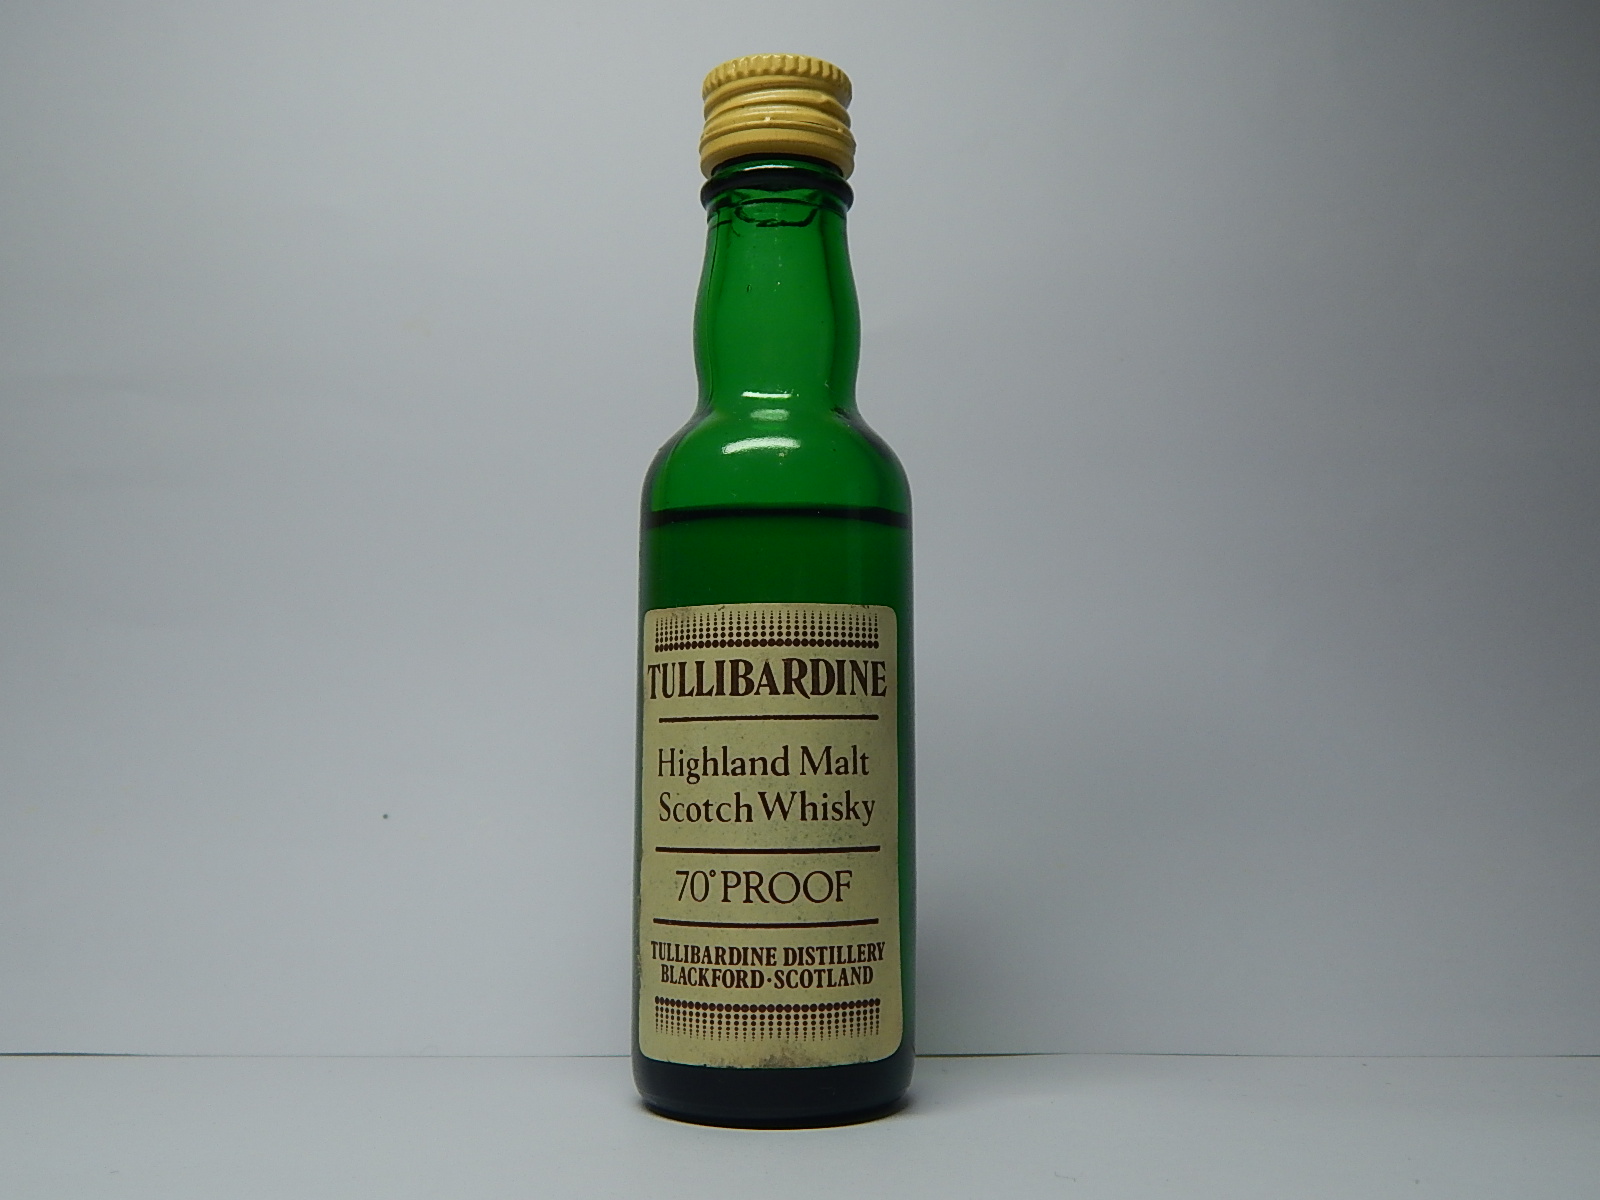 TULLIBARDINE
Highland Malt
Scotch Whisky
70° PROOF
TULLIBARDINE DISTILLERY
BLACKFORD·SCOTLAND